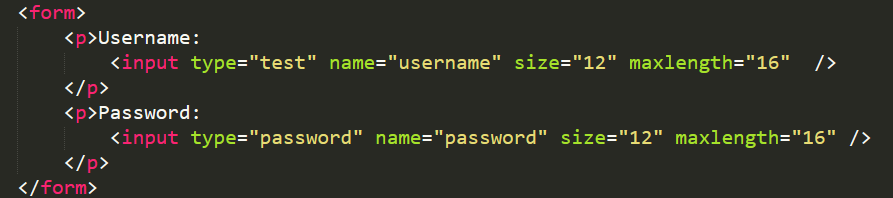 <form>
<p>Username:
<input type="test" name="username" size="12" maxlength="16"  />
</p>
<p>Password:
<input type="password" name="password" size="12" maxlength="16" />
</p>
</form>